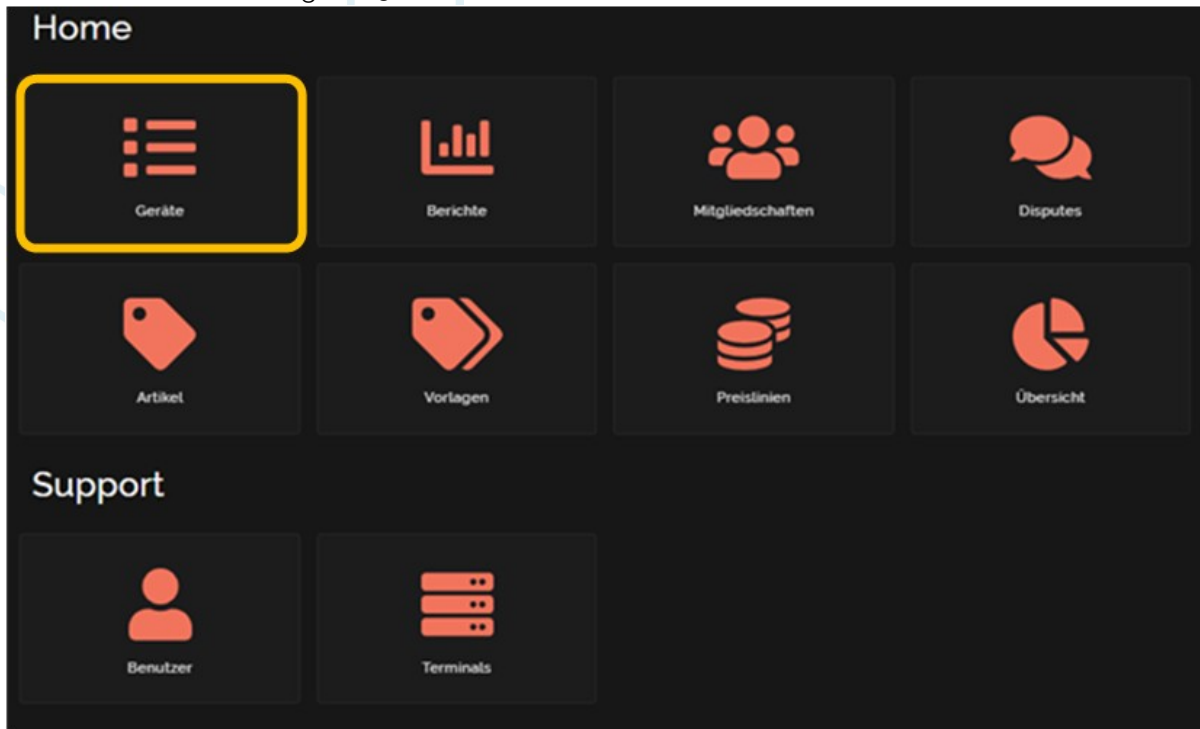 Home
Geräte
Berichte
Mitgliedschaften
Disputes
Artikel
Vorlagen
Preislinien
Übersicht
Support
Benutzer
Terminals